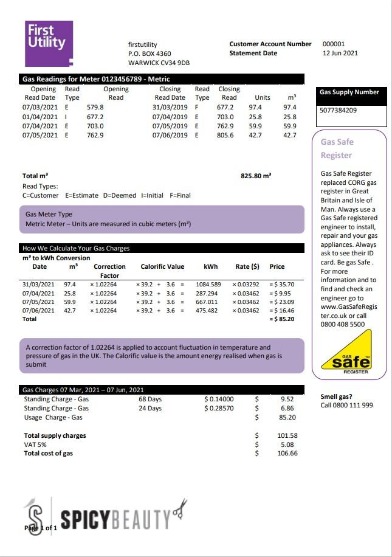 First
Utility
firstutility
P.O. BOX 4360
WARWICK CV34 9DB
Customer Account Number 000001
Statement Date 12 Jun 2021
Gas Readings for Meter 0123456789 - Metric
Opening Read Date Read Type Opening Read Closing Read Date Read Type Closing Read Units m³
07/03/2021 E 579.8 31/03/2019 F 677.2 97.4 97.4
01/04/2021 I 677.2 07/04/2019 E 703.0 25.8 25.8
07/04/2021 E 703.0 07/05/2019 E 762.9 59.9 59.9
07/05/2021 E 762.9 07/06/2019 E 805.6 42.7 42.7
Total m³ 825.80 m³
Read Types:
C=Customer E=Estimate D=Deemed I=Initial F=Final
Gas Meter Type
Metric Meter – Units are measured in cubic meters (m³)
How We Calculate Your Gas Charges
m³ to kWh Conversion
Date m³ Correction Factor Calorific Value kWh Rate ($) Price
31/03/2021 97.4 × 1.02264 × 39.2 ÷ 3.6 = 1084.589 × 0.03292 = $ 35.70
07/04/2021 25.8 × 1.02264 × 39.2 ÷ 3.6 = 287.294 × 0.03462 = $ 9.95
07/05/2021 59.9 × 1.02264 × 39.2 ÷ 3.6 = 667.011 × 0.03462 = $ 23.09
07/06/2021 42.7 × 1.02264 × 39.2 ÷ 3.6 = 475.482 × 0.03462 = $ 16.46
Total = $ 85.20
A correction factor of 1.02264 is applied to account fluctuation in temperature and
pressure of gas in the UK. The Calorific value is the amount energy realised when gas is
submit
Gas Charges 07 Mar, 2021 – 07 Jun, 2021
Standing Charge - Gas 68 Days $ 0.14000 $ 9.52
Standing Charge - Gas 24 Days $ 0.28570 $ 6.86
Usage Charge - Gas $ 85.20
Total supply charges $ 101.58
VAT 5% $ 5.08
Total cost of gas $ 106.66
Gas Supply Number
5077384209
Gas Safe
Register
Gas Safe Register
replaced CORG gas
register in Great
Britain and Isle of
Man. Always use a
Gas Safe registered
engineer to install,
repair and your gas
appliances. Always
ask to see their ID
card. Be gas Safe .
For more
information and to
find and check an
engineer go to
www.GasSafeRegis
ter.co.uk or call
0800 408 5500
gas
safe
REGISTER
Smell gas?
Call 0800 111 999
Page 1 of 1
SPICYBEAUTY